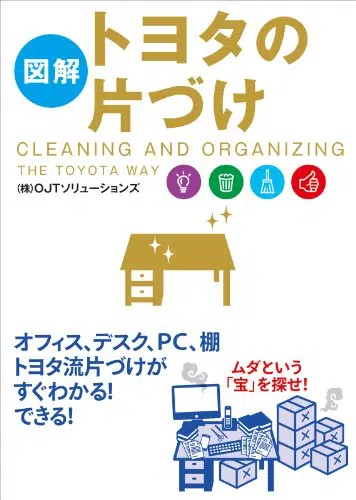 図解
トヨタの
片づけ
CLEANING AND ORGANIZING
THE TOYOTA WAY
(株)OJTソリューションズ
オフィス、デスク、PC、棚
トヨタ流片づけが
すぐわかる!
できる!
ムダという
「宝」を探せ!